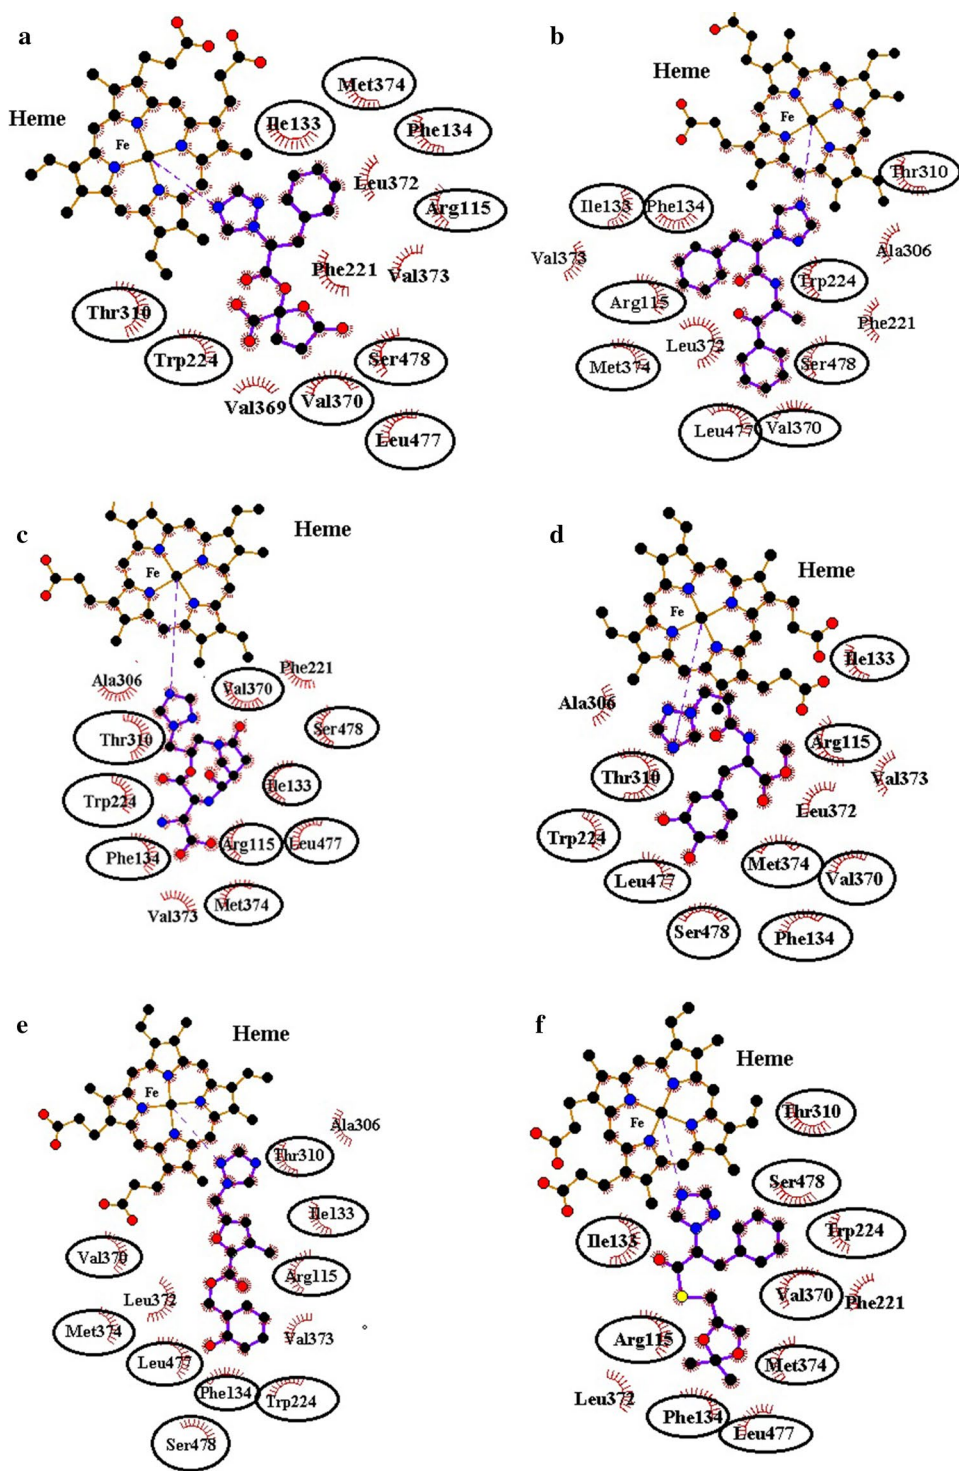 a
Heme
Fe
Met374
Ile133
Phe134
Leu372
Arg115
Phe221
Val373
Thr310
Trp224
Ser478
Val369
Val370
Leu477
b
Heme
Fe
Thr310
Ile133
Phe134
Val373
Ala306
Trp224
Arg115
Phe221
Leu372
Met374
Ser478
Leu477
Val370
c
Heme
Fe
Phe221
Ala306
Val370
Thr310
Ser478
Ile133
Trp224
Phe134
Arg115
Leu477
Val373
Met374
d
Heme
Fe
Ile133
Ala306
Arg115
Thr310
Val373
Leu372
Trp224
Leu477
Met374
Val370
Ser478
Phe134
e
Heme
Fe
Ala306
Thr310
Ile133
Val370
Arg115
Leu372
Met374
Val373
Leu477
Phe134
Trp224
Ser478
f
Heme
Fe
Thr310
Ser478
Ile133
Trp224
Val370
Phe221
Arg115
Met374
Leu372
Phe134
Leu477